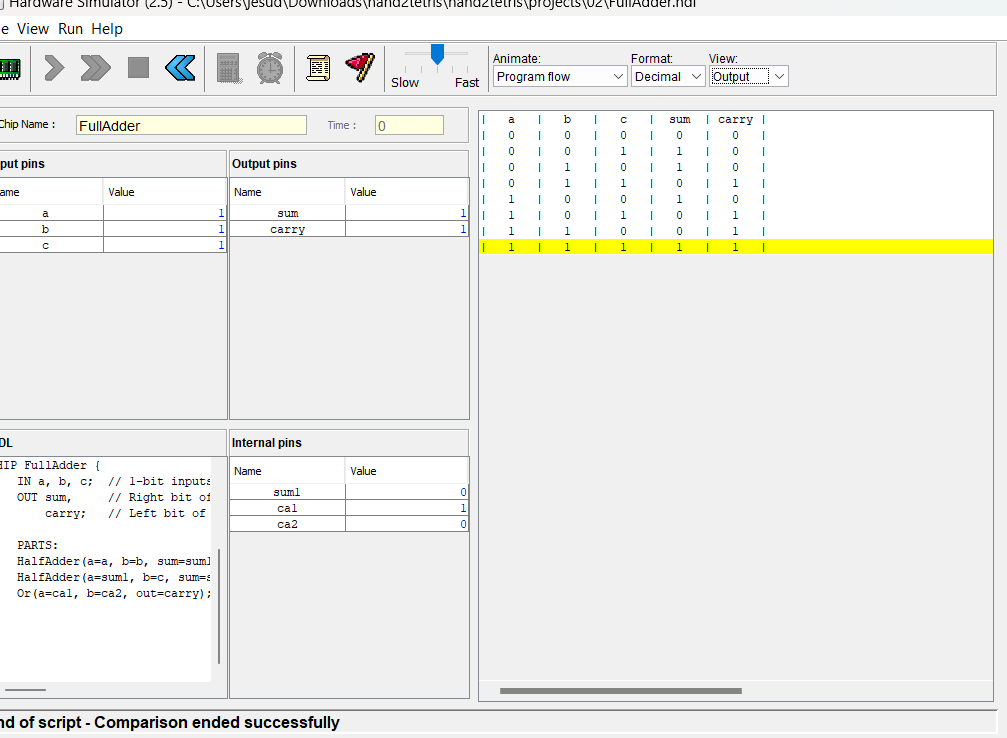 Hardware Simulator (2.5) - C:\Users\jesud\Downloads\nand2tetris\nand2tetris\projects\02\FullAdder.hdl
e View Run Help
Slow Fast
Animate: Format: View:
Program flow Decimal Output
Chip Name : FullAdder Time : 0
put pins
ame Value
a 1
b 1
c 1
Output pins
Name Value
sum 1
carry 1
| a | b | c | sum | carry |
| 0 | 0 | 0 | 0 | 0 |
| 0 | 0 | 1 | 1 | 0 |
| 0 | 1 | 0 | 1 | 0 |
| 0 | 1 | 1 | 0 | 1 |
| 1 | 0 | 0 | 1 | 0 |
| 1 | 0 | 1 | 0 | 1 |
| 1 | 1 | 0 | 0 | 1 |
| 1 | 1 | 1 | 1 | 1 |
DL
HIP FullAdder {
IN a, b, c; // 1-bit inputs
OUT sum, // Right bit of
carry; // Left bit of
PARTS:
HalfAdder(a=a, b=b, sum=sum1
HalfAdder(a=sum1, b=c, sum=s
Or(a=ca1, b=ca2, out=carry);
Internal pins
Name Value
sum1 0
ca1 1
ca2 0
nd of script - Comparison ended successfully